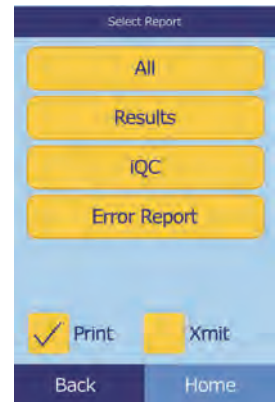 Select Report
All
Results
iQC
Error Report
Print Xmit
Back Home